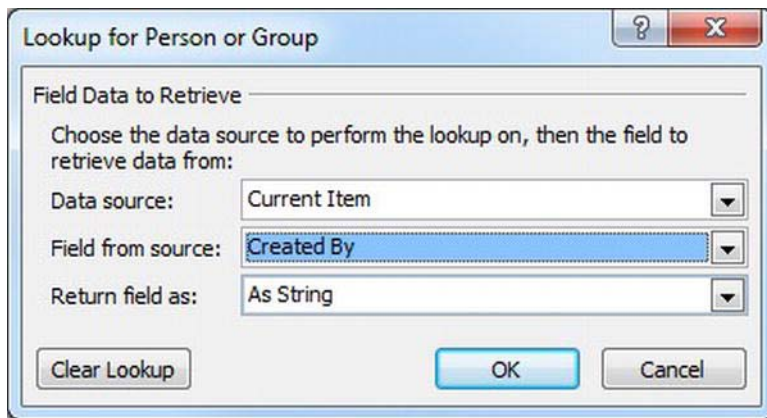 Lookup for Person or Group
?
Field Data to Retrieve
Choose the data source to perform the lookup on, then the field to
retrieve data from:
Data source: Current Item
Field from source: Created By
Return field as: As String
Clear Lookup OK Cancel